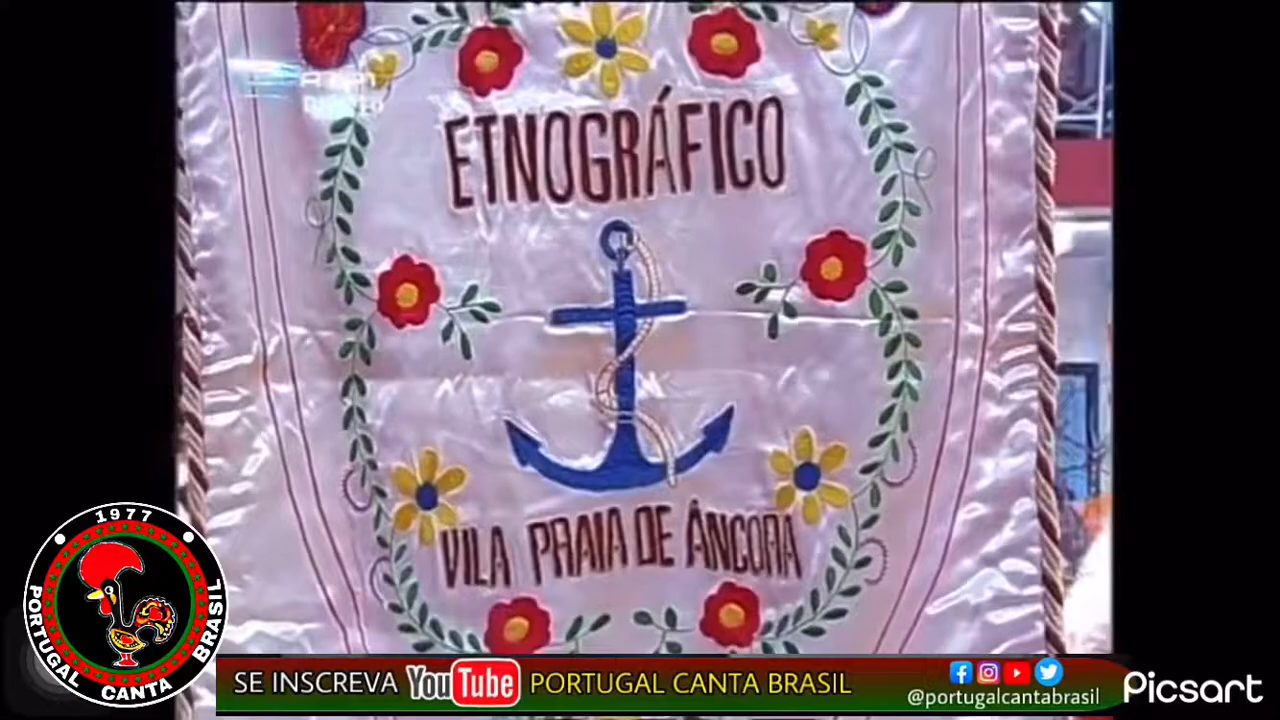 ETNOGRÁFICO
VILA PRAIA DE ÂNCORA
1977
PORTUGAL CANTA BRASIL
SE INSCREVA YouTube PORTUGAL CANTA BRASIL
@portugalcantabrasil
Picsart